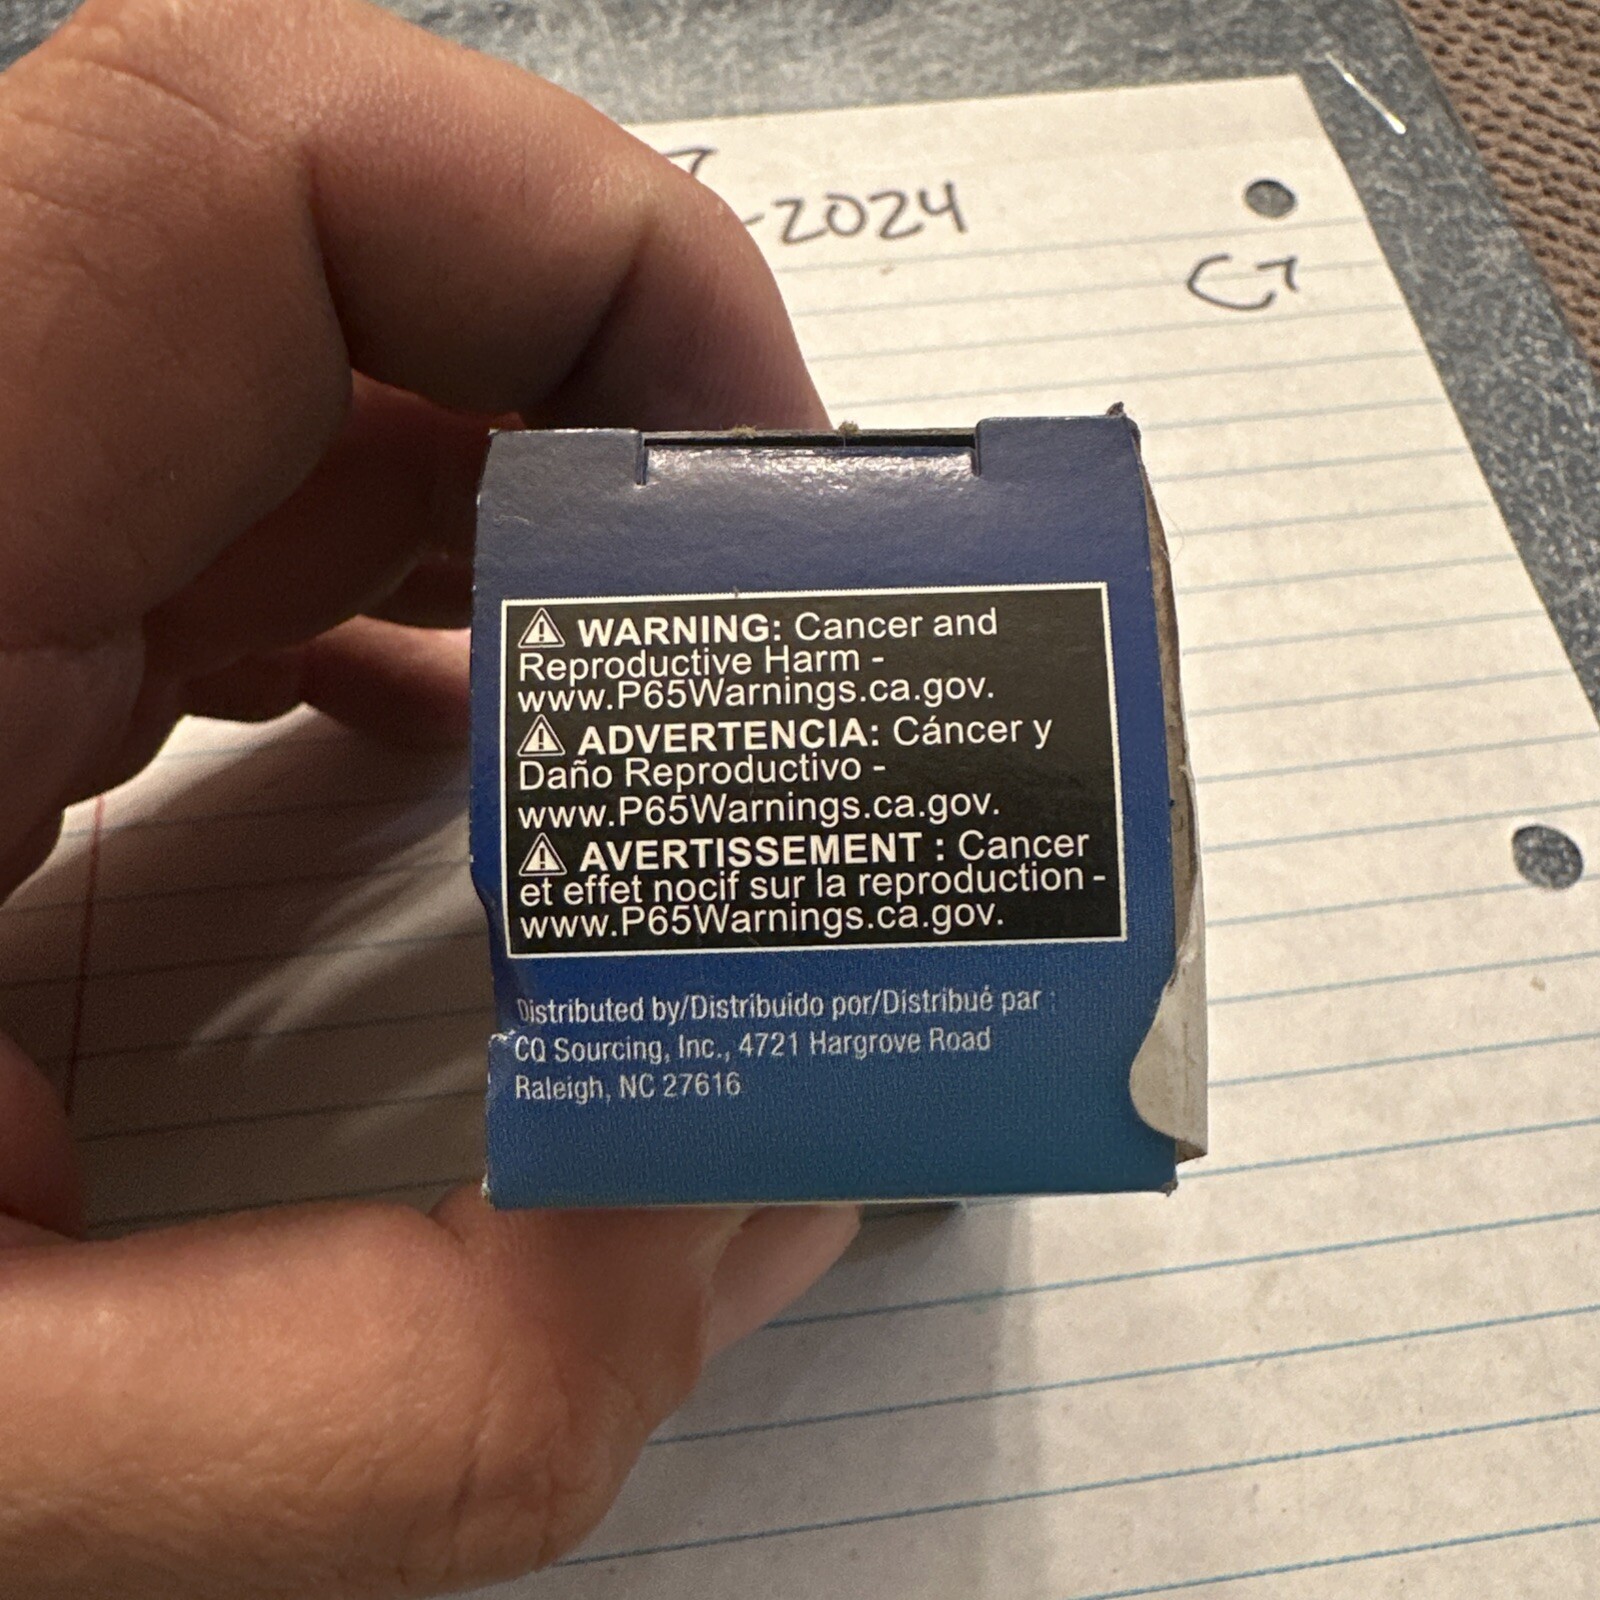 -2024
C7
WARNING: Cancer and
Reproductive Harm -
www.P65Warnings.ca.gov.
ADVERTENCIA: Cáncer y
Daño Reproductivo -
www.P65Warnings.ca.gov.
AVERTISSEMENT : Cancer
et effet nocif sur la reproduction -
www.P65Warnings.ca.gov.
Distributed by/Distribuido por/Distribué par :
CQ Sourcing, Inc., 4721 Hargrove Road
Raleigh, NC 27616